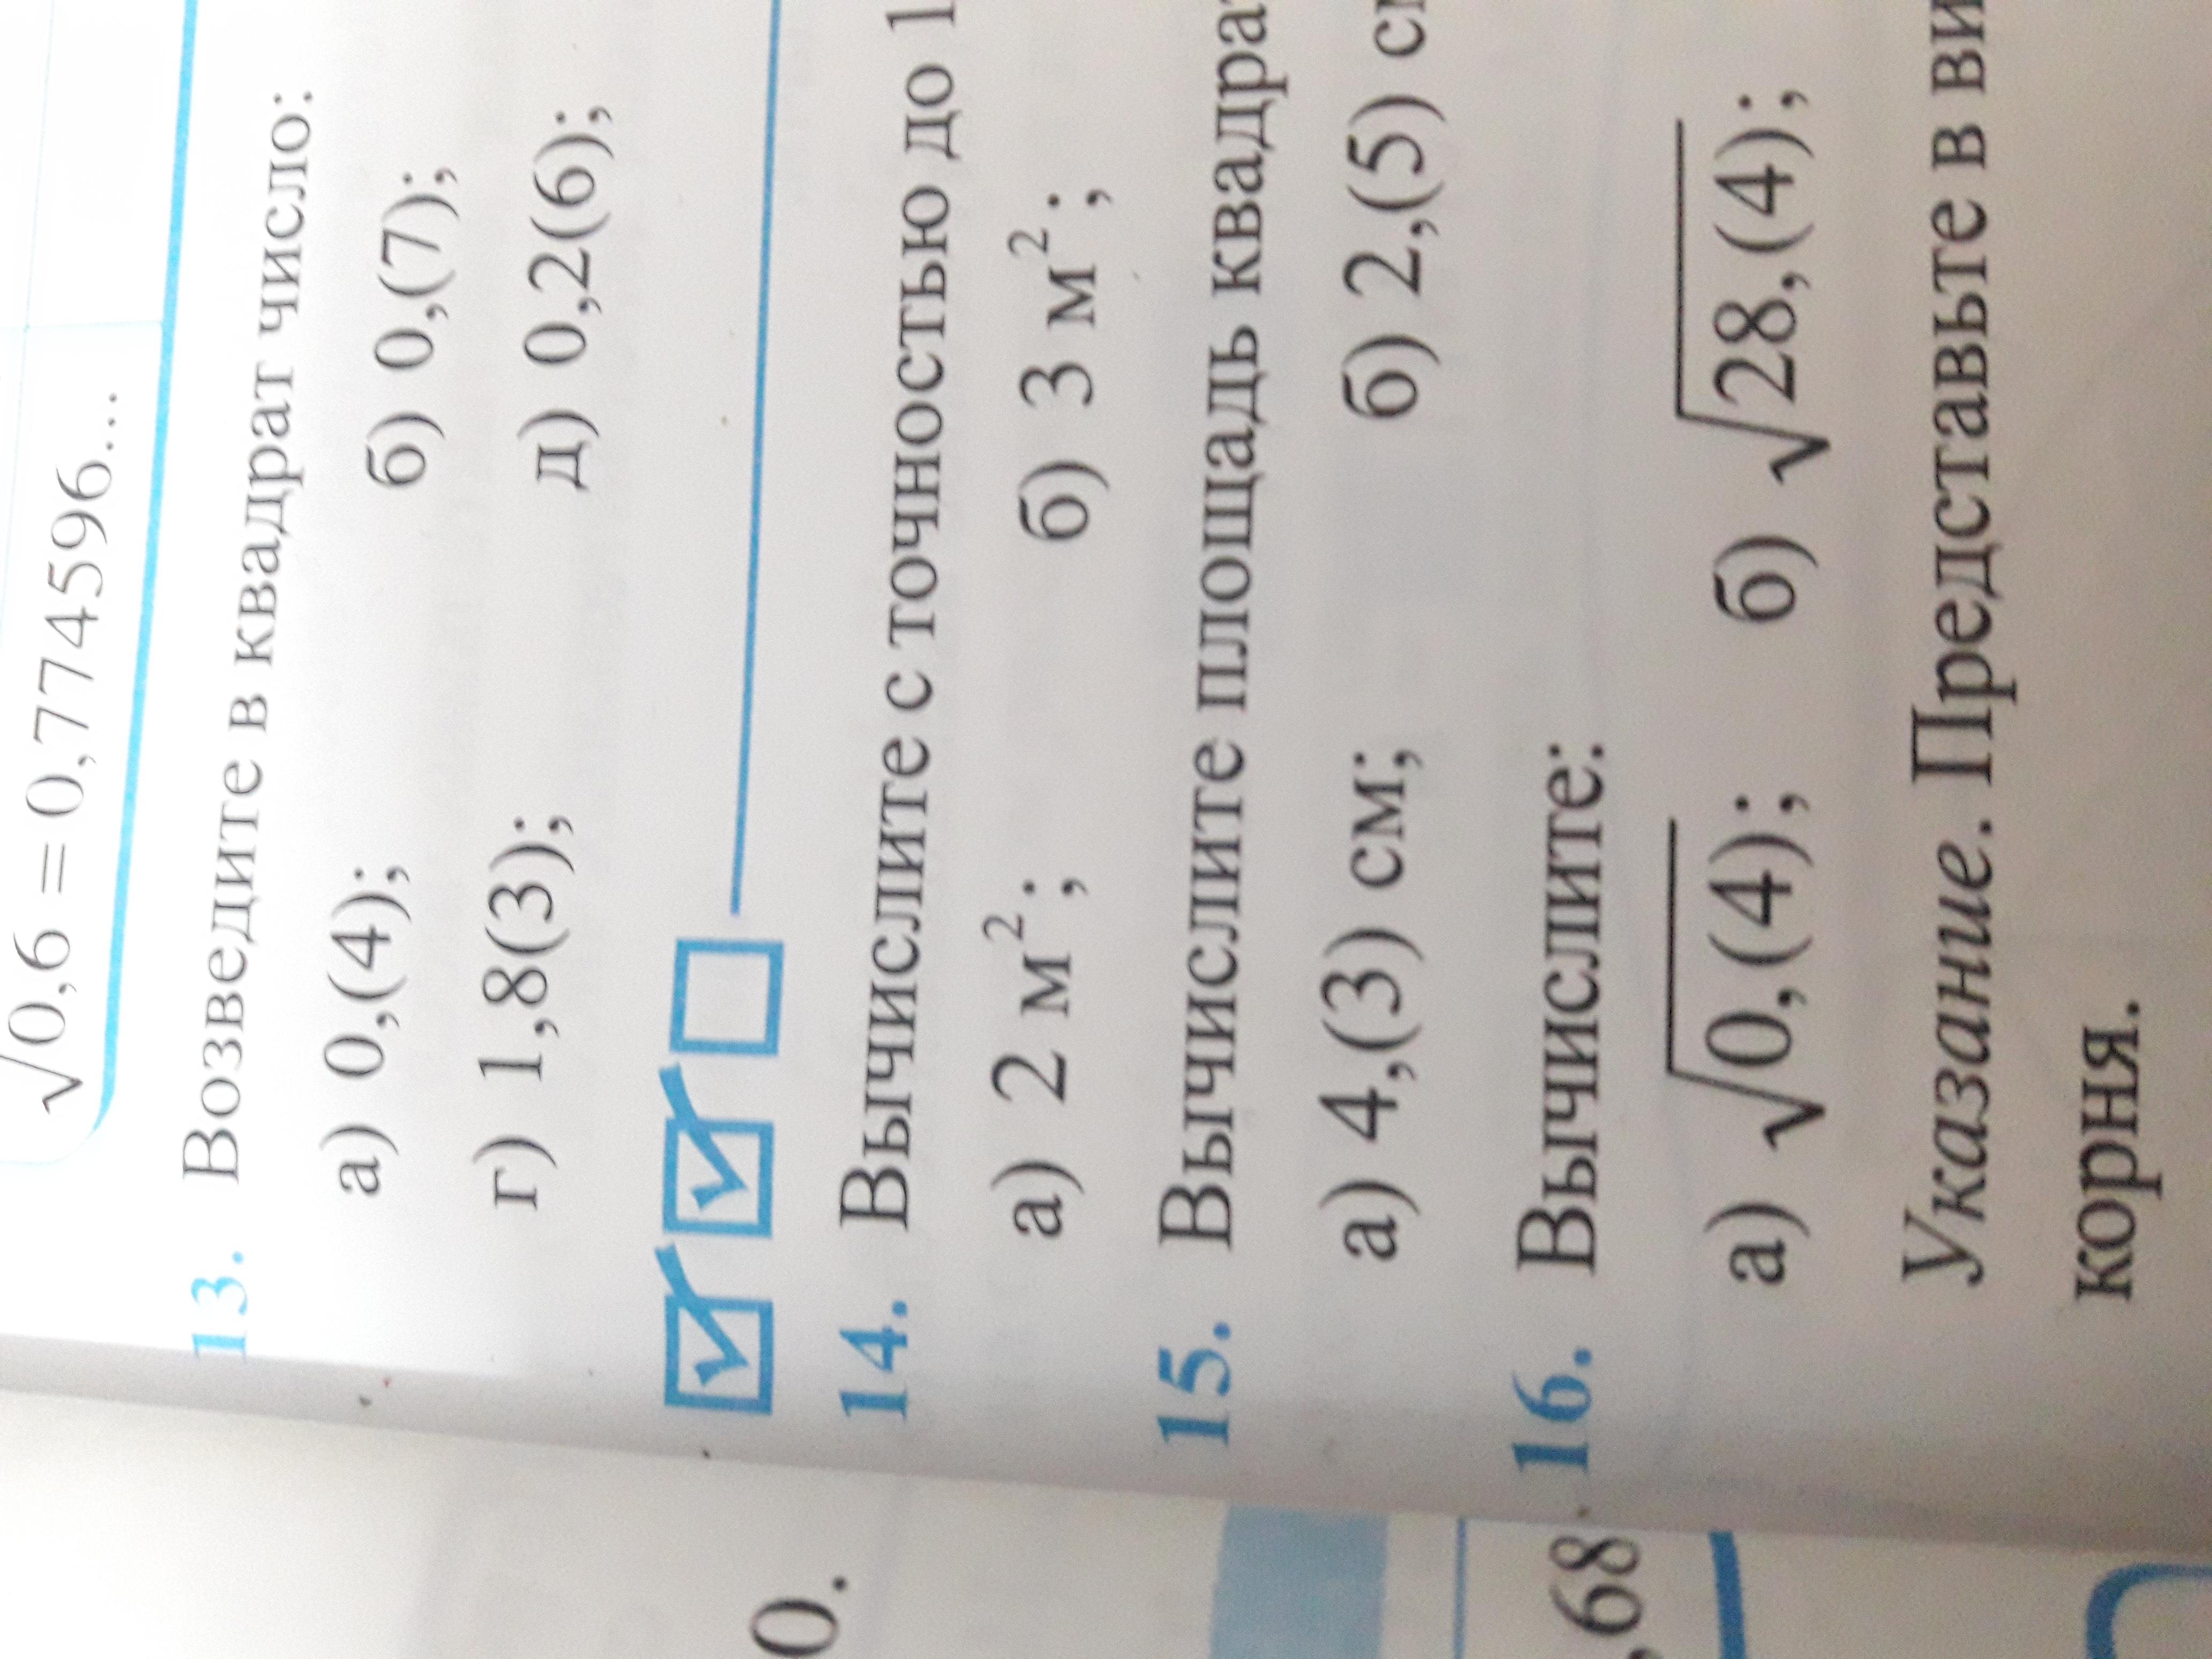 √0,6 = 0,774596...
13. Возведите в квадрат число:
а) 0,(4); б) 0,(7);
г) 1,8(3); д) 0,2(6);
14. Вычислите с точностью до 1
а) 2 м²; б) 3 м²;
15. Вычислите площадь квадра
а) 4,(3) см; б) 2,(5) с
16. Вычислите:
а) √0,(4); б) √28,(4);
Указание. Представьте в ви
корня.
0.
,68